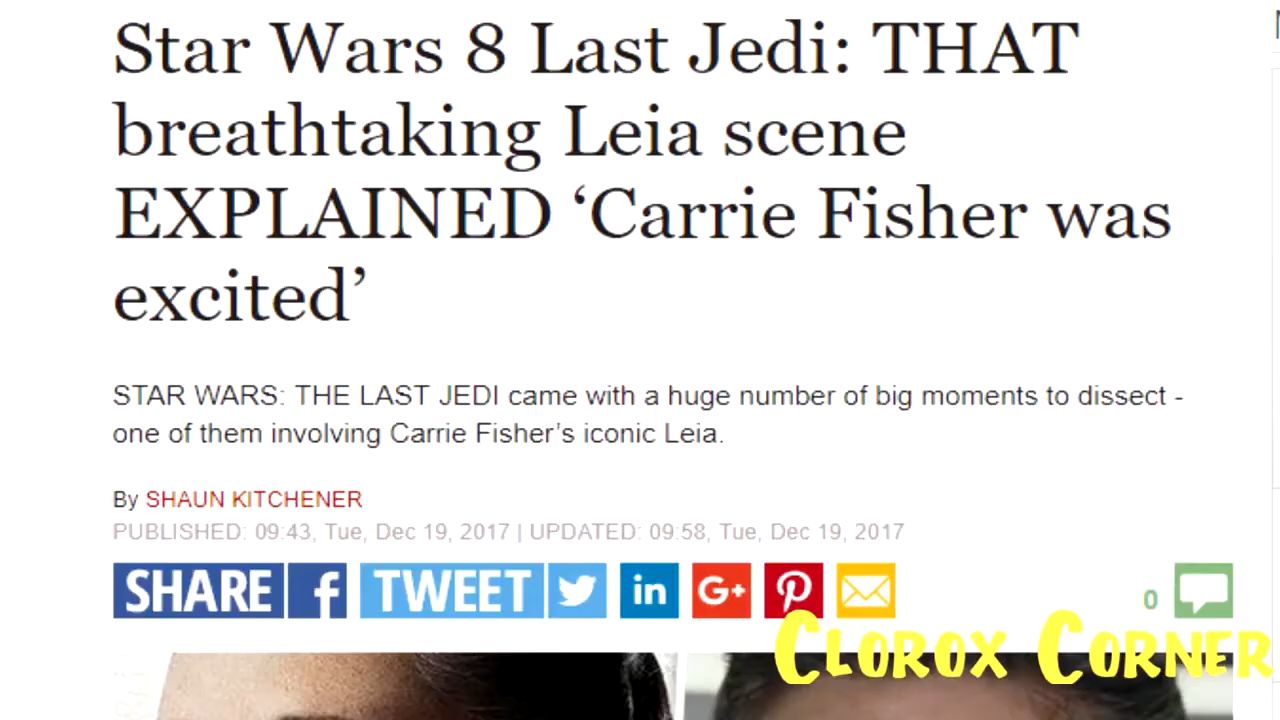 Star Wars 8 Last Jedi: THAT
breathtaking Leia scene
EXPLAINED ‘Carrie Fisher was
excited’
STAR WARS: THE LAST JEDI came with a huge number of big moments to dissect -
one of them involving Carrie Fisher's iconic Leia.
By SHAUN KITCHENER
PUBLISHED: 09:43, Tue, Dec 19, 2017 | UPDATED: 09:58, Tue, Dec 19, 2017
SHARE f TWEET in G+ 0
CLOROX CORNER